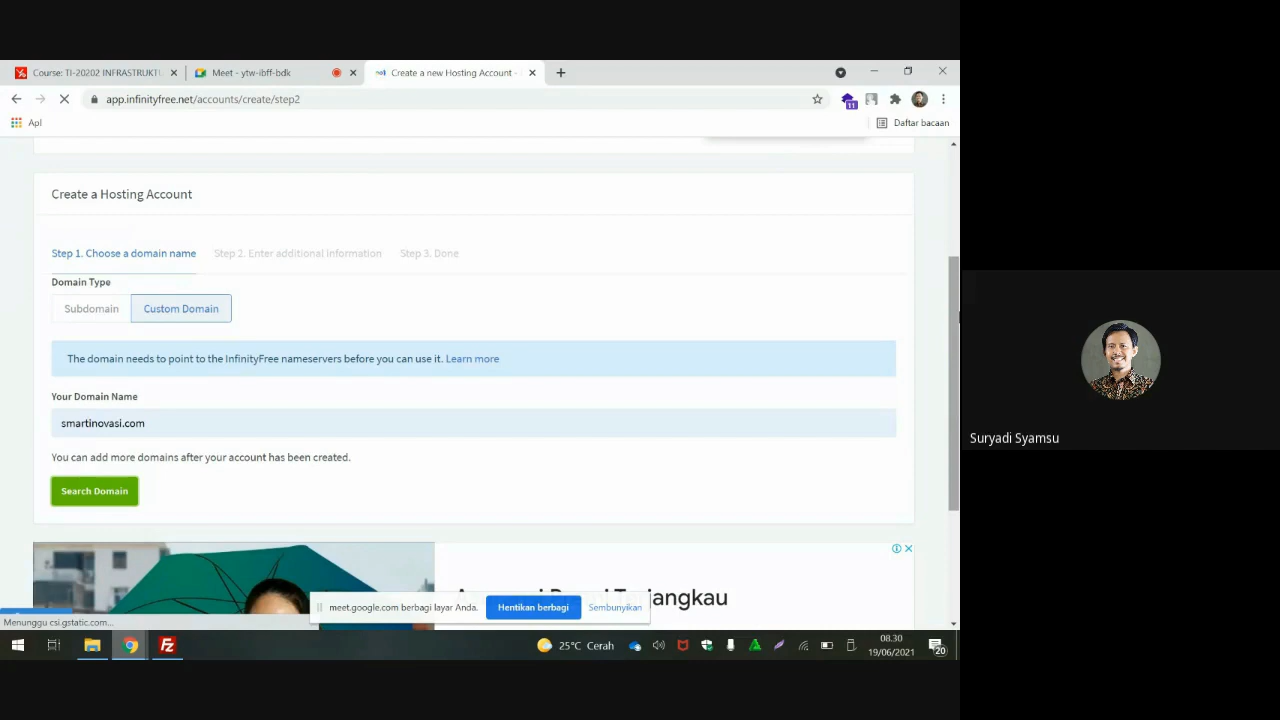 Course: TI-20202 INFRASTRUKTU
Meet - ytw-ibff-bdk
Create a new Hosting Account -
app.infinityfree.net/accounts/create/step2
11
Apl
Daftar bacaan
Create a Hosting Account
Step 1. Choose a domain name
Step 2. Enter additional information
Step 3. Done
Domain Type
Subdomain
Custom Domain
The domain needs to point to the InfinityFree nameservers before you can use it. Learn more
Your Domain Name
smartinovasi.com
You can add more domains after your account has been created.
Search Domain
Suryadi Syamsu
meet.google.com berbagi layar Anda.
Hentikan berbagi
Sembunyikan
Menunggu csi.gstatic.com...
25°C Cerah
08.30
19/06/2021
20